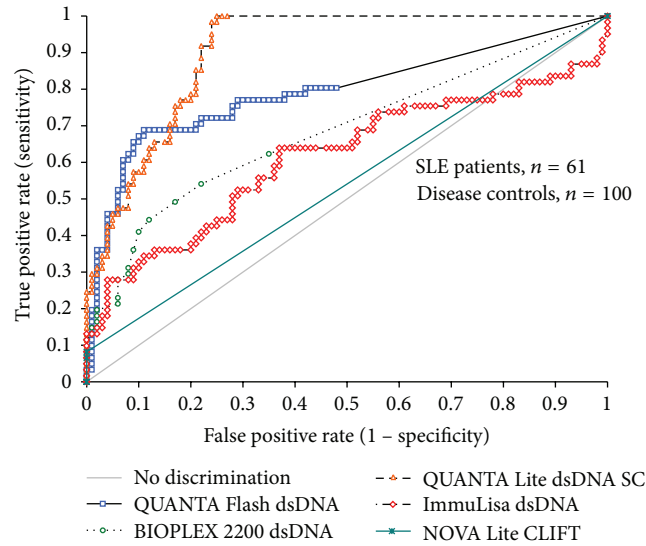 True positive rate (sensitivity)
1
0.9
0.8
0.7
0.6
0.5
0.4
0.3
0.2
0.1
0
SLE patients, n = 61
Disease controls, n = 100
0 0.1 0.2 0.3 0.4 0.5 0.6 0.7 0.8 0.9 1
False positive rate (1 – specificity)
No discrimination
QUANTA Flash dsDNA
BIOPLEX 2200 dsDNA
QUANTA Lite dsDNA SC
ImmuLisa dsDNA
NOVA Lite CLIFT